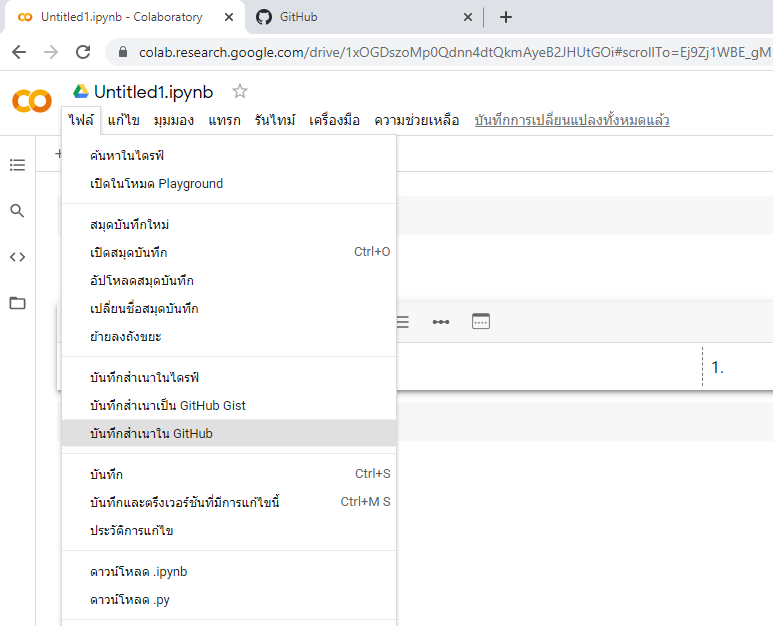 Untitled1.ipynb - Colaboratory
GitHub
colab.research.google.com/drive/1xOGDszoMp0Qdnn4dtQkmAyeB2JHUtGOi#scrollTo=Ej9Zj1WBE_gM
Untitled1.ipynb
ไฟล์ แก้ไข มุมมอง แทรก รันไทม์ เครื่องมือ ความช่วยเหลือ บันทึกการเปลี่ยนแปลงทั้งหมดแล้ว
ค้นหาในไดรฟ์
เปิดในโหมด Playground
สมุดบันทึกใหม่
เปิดสมุดบันทึก Ctrl+O
อัปโหลดสมุดบันทึก
เปลี่ยนชื่อสมุดบันทึก
ย้ายลงถังขยะ
1.
บันทึกสำเนาในไดรฟ์
บันทึกสำเนาเป็น GitHub Gist
บันทึกสำเนาใน GitHub
บันทึก Ctrl+S
บันทึกและตรึงเวอร์ชันที่มีการแก้ไขนี้ Ctrl+M S
ประวัติการแก้ไข
ดาวน์โหลด .ipynb
ดาวน์โหลด .py